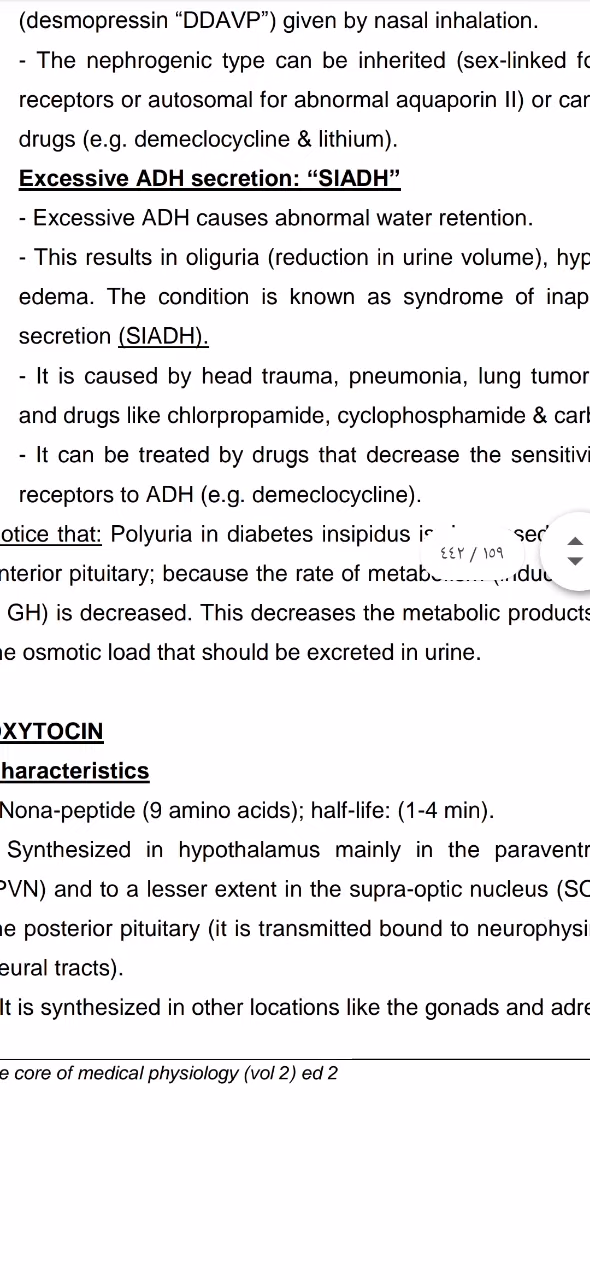 (desmopressin “DDAVP”) given by nasal inhalation.
- The nephrogenic type can be inherited (sex-linked fo
receptors or autosomal for abnormal aquaporin II) or can
drugs (e.g. demeclocycline & lithium).
Excessive ADH secretion: “SIADH”
- Excessive ADH causes abnormal water retention.
- This results in oliguria (reduction in urine volume), hyp
edema. The condition is known as syndrome of inap
secretion (SIADH).
- It is caused by head trauma, pneumonia, lung tumor
and drugs like chlorpropamide, cyclophosphamide & carb
- It can be treated by drugs that decrease the sensitivi
receptors to ADH (e.g. demeclocycline).
otice that: Polyuria in diabetes insipidus is
٤٤٢ / ١٥٩
nterior pituitary; because the rate of
GH) is decreased. This decreases the metabolic products
e osmotic load that should be excreted in urine.
OXYTOCIN
haracteristics
Nona-peptide (9 amino acids); half-life: (1-4 min).
Synthesized in hypothalamus mainly in the paraventr
PVN) and to a lesser extent in the supra-optic nucleus (SO
e posterior pituitary (it is transmitted bound to neurophysi
eural tracts).
It is synthesized in other locations like the gonads and adre
e core of medical physiology (vol 2) ed 2